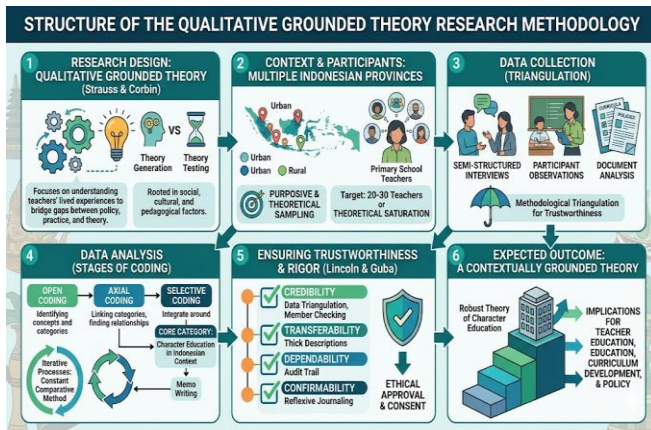 STRUCTURE OF THE QUALITATIVE GROUNDED THEORY RESEARCH METHODOLOGY
1
RESEARCH DESIGN:
QUALITATIVE GROUNDED THEORY
(Strauss & Corbin)
VS
Theory
Generation
Theory
Testing
Focuses on understanding
teachers' lived experiences to
bridge gaps between policy,
practice, and theory.
Rooted in social,
cultural, and
pedagogical factors.
2
CONTEXT & PARTICIPANTS:
MULTIPLE INDONESIAN PROVINCES
Urban
Urban
Urban
Rural
Primary School
Teachers
PURPOSIVE &
THEORETICAL
SAMPLING
Target: 20-30 Teachers
or
THEORETICAL SATURATION
3
DATA COLLECTION
(TRIANGULATION)
CURRICULA
POLICIES
SEMI-STRUCTURED
INTERVIEWS
PARTICIPANT
OBSERVATIONS
DOCUMENT
ANALYSIS
Methodological Triangulation
for Trustworthiness
4
DATA ANALYSIS
(STAGES OF CODING)
OPEN
CODING
AXIAL
CODING
SELECTIVE
CODING
Identifying
concepts and
categories
Linking categories,
finding relationships
Integrate around
CORE CATEGORY:
Character Education
in Indonesian
Context
Memo
Writing
Iterative
Processes:
Constant
Comparative
Method
5
ENSURING TRUSTWORTHINESS
& RIGOR (Lincoln & Guba)
CREDIBILITY
Data Triangulation,
Member Checking
TRANSFERABILITY
Thick Descriptions
DEPENDABILITY
Audit Trail
CONFIRMABILITY
Reflexive Journaling
ETHICAL
APPROVAL
& CONSENT
6
EXPECTED OUTCOME:
A CONTEXTUALLY GROUNDED THEORY
Robust Theory
of Character
Education
IMPLICATIONS
FOR
TEACHER
EDUCATION,
EDUCATION,
CURRICULUM
DEVELOPMENT,
& POLICY